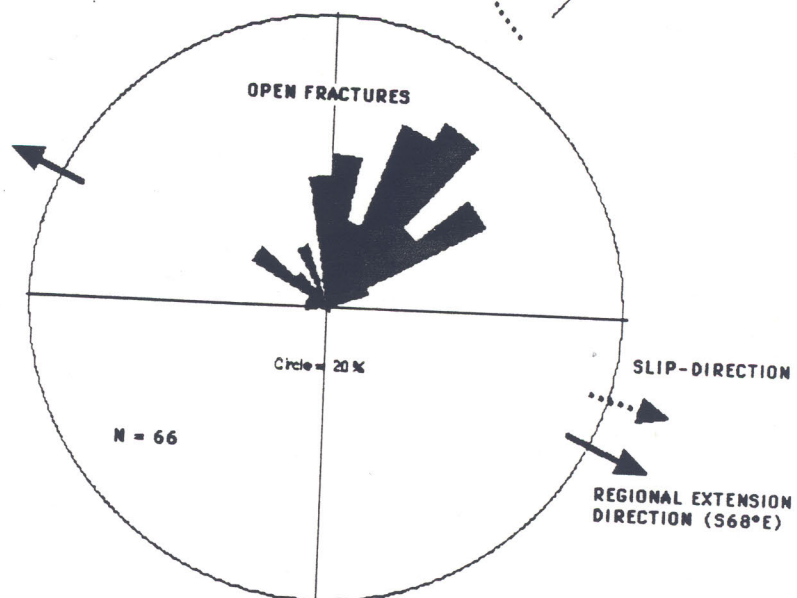 OPEN FRACTURES
Circle = 20%
SLIP-DIRECTION
N = 66
REGIONAL EXTENSION
DIRECTION (S68°E)